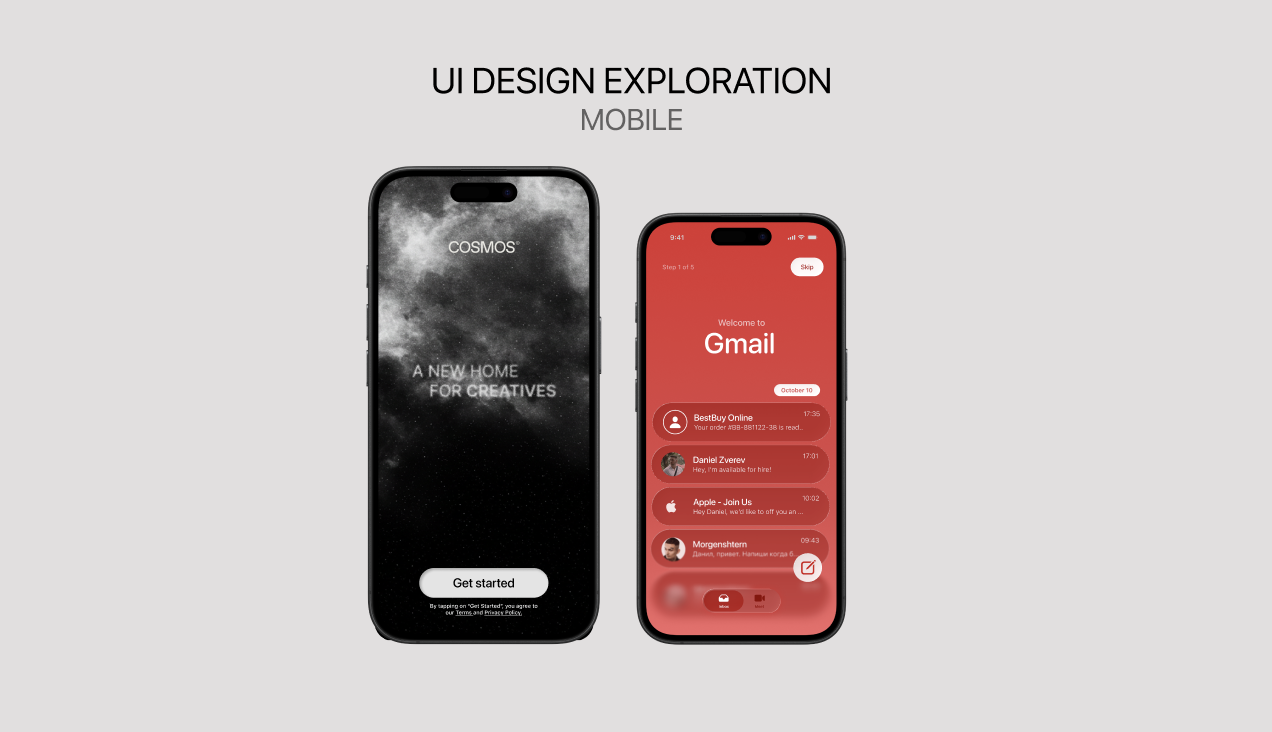 UI DESIGN EXPLORATION
MOBILE
COSMOS®
A NEW HOME
FOR CREATIVES
Get started
By tapping on "Get Started", you agree to
our Terms and Privacy Policy.
9:41
Step 1 of 5
Skip
Welcome to
Gmail
October 10
BestBuy Online
17:35
Your order #BB-881122-38 is read...
Daniel Zverev
17:01
Hey, I'm available for hire!
Apple - Join Us
10:02
Hey Daniel, we'd like to off you an ...
Morgenshtern
09:43
Данил, привет. Напиши когда б...
Inbox